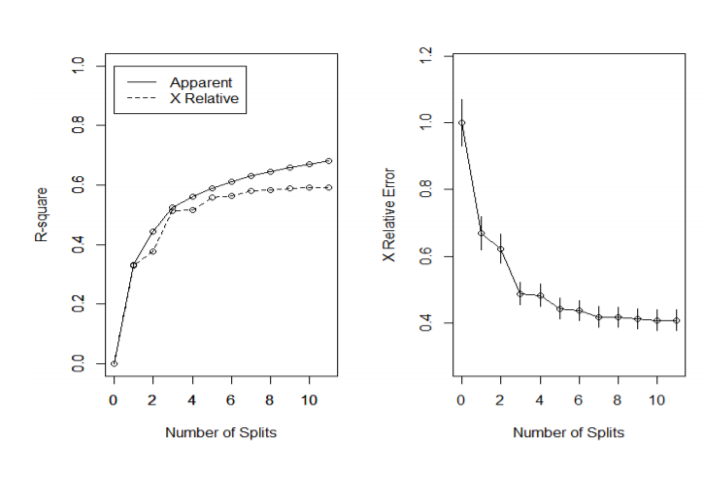 R-square
1.0
0.8
0.6
0.4
0.2
0.0
Apparent
X Relative
0 2 4 6 8 10
Number of Splits
X Relative Error
1.2
1.0
0.8
0.6
0.4
0 2 4 6 8 10
Number of Splits